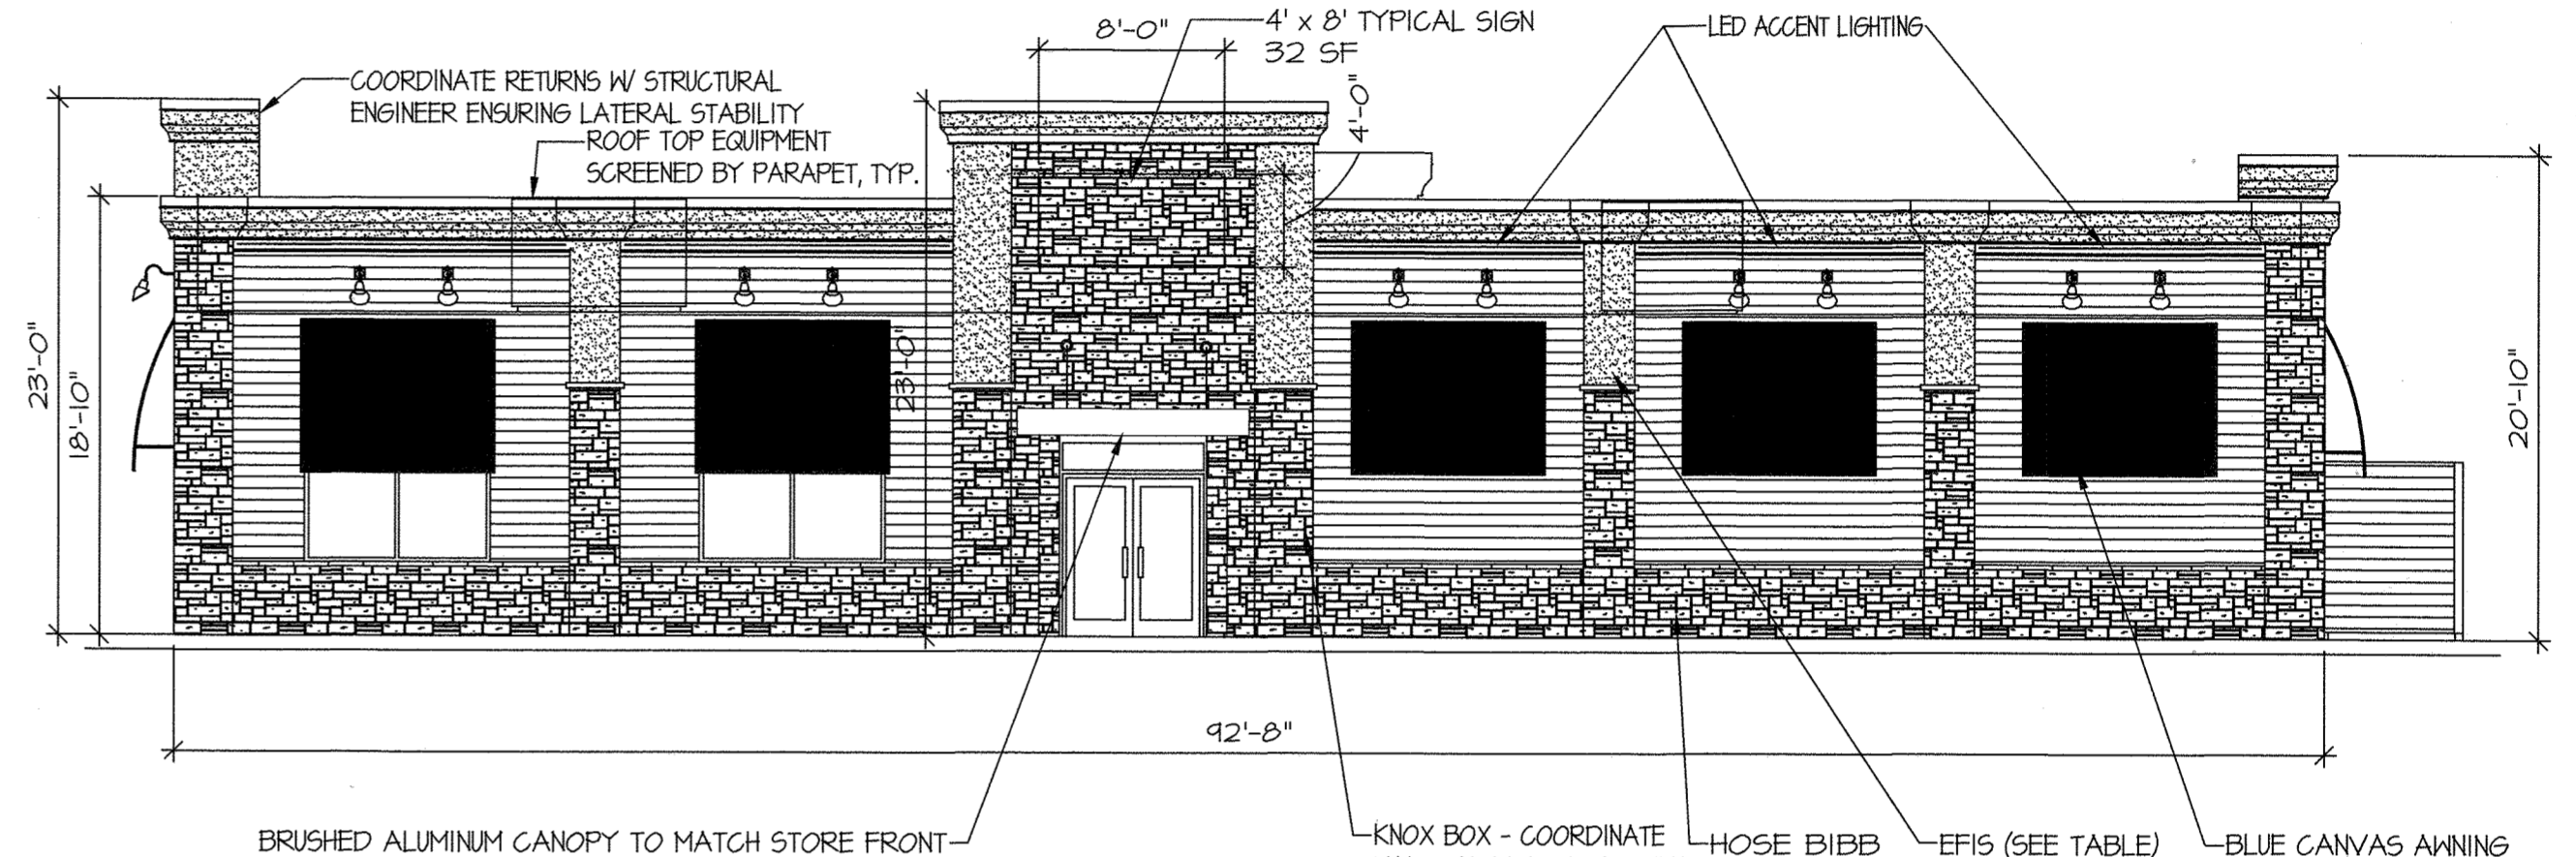 8'-0"
4' x 8' TYPICAL SIGN
32 SF
LED ACCENT LIGHTING
COORDINATE RETURNS W/ STRUCTURAL
ENGINEER ENSURING LATERAL STABILITY
ROOF TOP EQUIPMENT
SCREENED BY PARAPET, TYP.
4'-0"
23'-0"
18'-10"
23'-0"
20'-10"
92'-8"
BRUSHED ALUMINUM CANOPY TO MATCH STORE FRONT
KNOX BOX - COORDINATE
HOSE BIBB
EFIS (SEE TABLE)
BLUE CANVAS AWNING